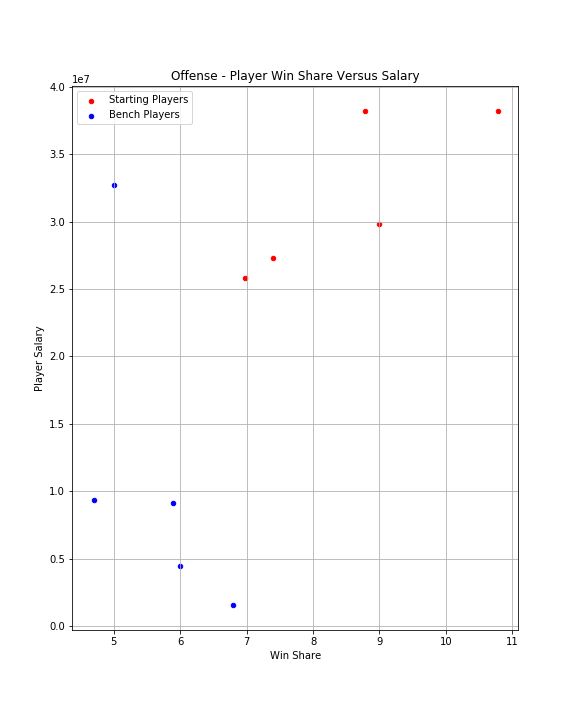 Offense - Player Win Share Versus Salary
1e7
Starting Players
Bench Players
4.0
3.5
3.0
2.5
2.0
1.5
1.0
0.5
0.0
Player Salary
5 6 7 8 9 10 11
Win Share